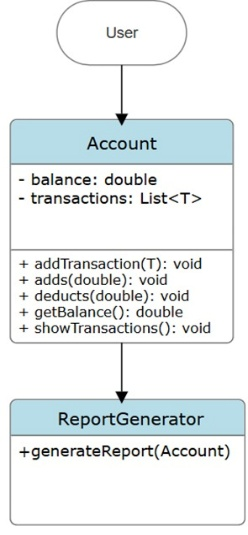 User
Account
- balance: double
- transactions: List<T>
+ addTransaction(T): void
+ adds(double): void
+ deducts(double): void
+ getBalance(): double
+ showTransactions(): void
ReportGenerator
+generateReport(Account)